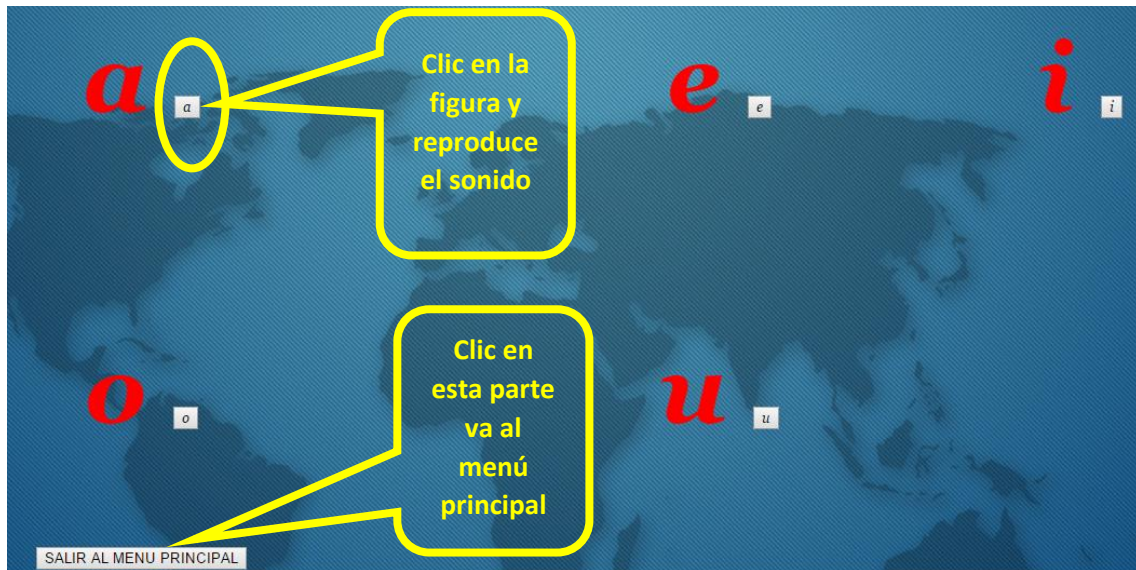 a
a
Clic en la
figura y
reproduce
el sonido
e
e
i
i
o
o
Clic en
esta parte
va al
menú
principal
u
u
SALIR AL MENU PRINCIPAL